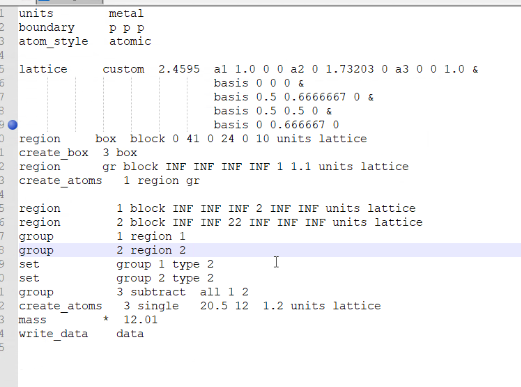 1 units metal
2 boundary p p p
3 atom_style atomic
4
5 lattice custom 2.4595 a1 1.0 0 0 a2 0 1.73203 0 a3 0 0 1.0 &
6 basis 0 0 0 &
7 basis 0.5 0.6666667 0 &
8 basis 0.5 0.5 0 &
9 basis 0 0.666667 0
0 region box block 0 41 0 24 0 10 units lattice
1 create_box 3 box
2 region gr block INF INF INF INF 1 1.1 units lattice
3 create_atoms 1 region gr
4
5 region 1 block INF INF INF 2 INF INF units lattice
6 region 2 block INF INF 22 INF INF INF units lattice
7 group 1 region 1
8 group 2 region 2
9 set group 1 type 2
0 set group 2 type 2
1 group 3 subtract all 1 2
2 create_atoms 3 single 20.5 12 1.2 units lattice
3 mass * 12.01
4 write_data data
5